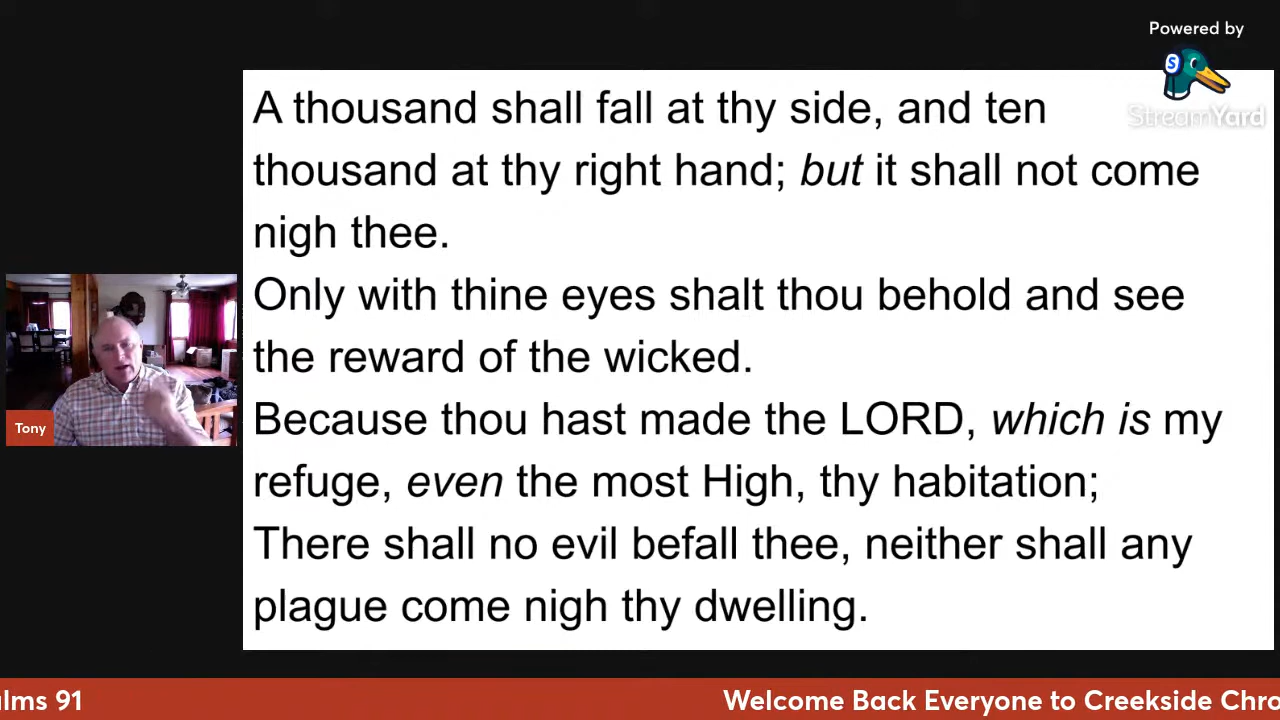 Powered by
StreamYard
A thousand shall fall at thy side, and ten
thousand at thy right hand; but it shall not come
nigh thee.
Only with thine eyes shalt thou behold and see
the reward of the wicked.
Because thou hast made the LORD, which is my
refuge, even the most High, thy habitation;
There shall no evil befall thee, neither shall any
plague come nigh thy dwelling.
Tony
lms 91 Welcome Back Everyone to Creekside Chro